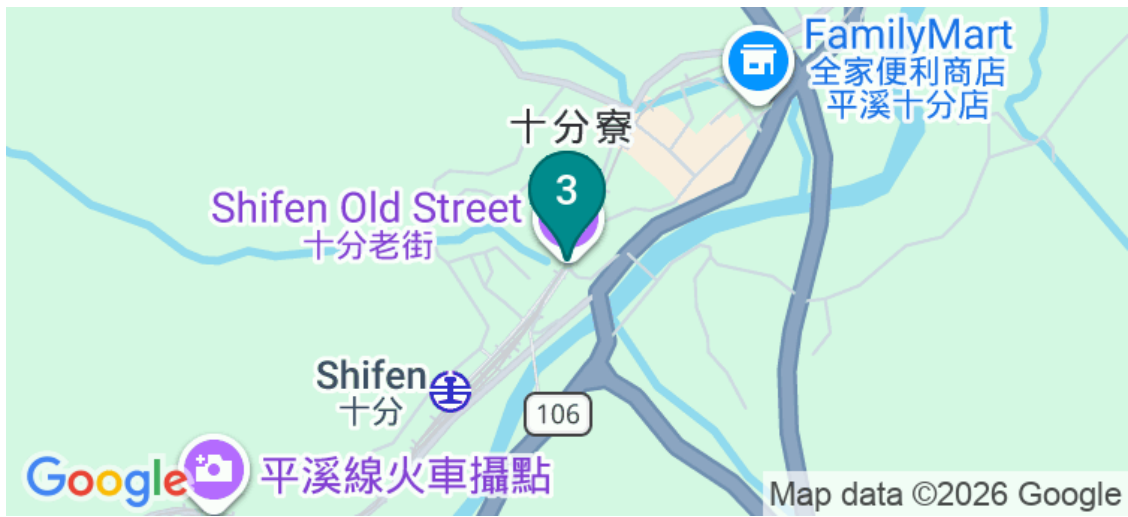 FamilyMart
全家便利商店
平溪十分店
十分寮
3
Shifen Old Street
十分老街
Shifen
十分
106
Google
平溪線火車攝點
Map data ©2026 Google